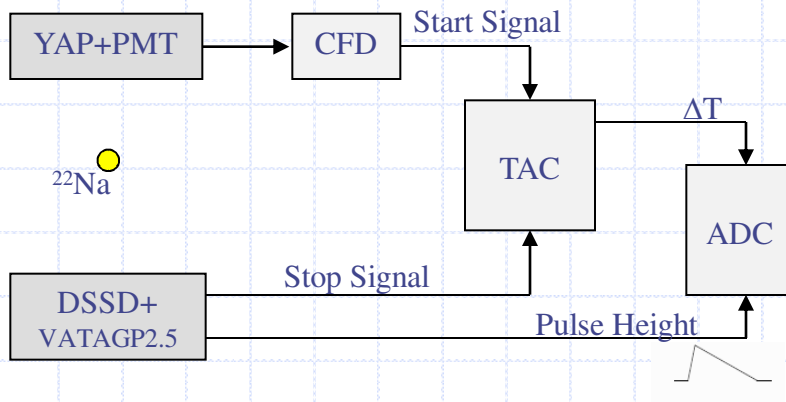 YAP+PMT
CFD
Start Signal
ΔT
TAC
²²Na
ADC
Stop Signal
DSSD+
VATAGP2.5
Pulse Height